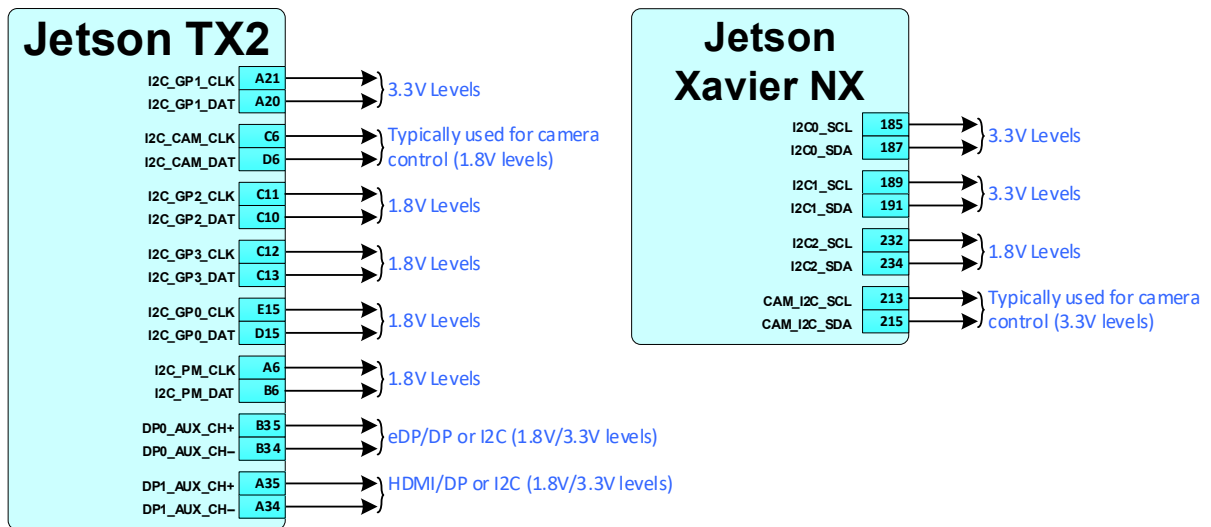 Jetson TX2
I2C_GP1_CLK A21
I2C_GP1_DAT A20
3.3V Levels
I2C_CAM_CLK C6
I2C_CAM_DAT D6
Typically used for camera
control (1.8V levels)
I2C_GP2_CLK C11
I2C_GP2_DAT C10
1.8V Levels
I2C_GP3_CLK C12
I2C_GP3_DAT C13
1.8V Levels
I2C_GP0_CLK E15
I2C_GP0_DAT D15
1.8V Levels
I2C_PM_CLK A6
I2C_PM_DAT B6
1.8V Levels
DP0_AUX_CH+ B35
DP0_AUX_CH– B34
eDP/DP or I2C (1.8V/3.3V levels)
DP1_AUX_CH+ A35
DP1_AUX_CH– A34
HDMI/DP or I2C (1.8V/3.3V levels)
Jetson
Xavier NX
I2C0_SCL 185
I2C0_SDA 187
3.3V Levels
I2C1_SCL 189
I2C1_SDA 191
3.3V Levels
I2C2_SCL 232
I2C2_SDA 234
1.8V Levels
CAM_I2C_SCL 213
CAM_I2C_SDA 215
Typically used for camera
control (3.3V levels)